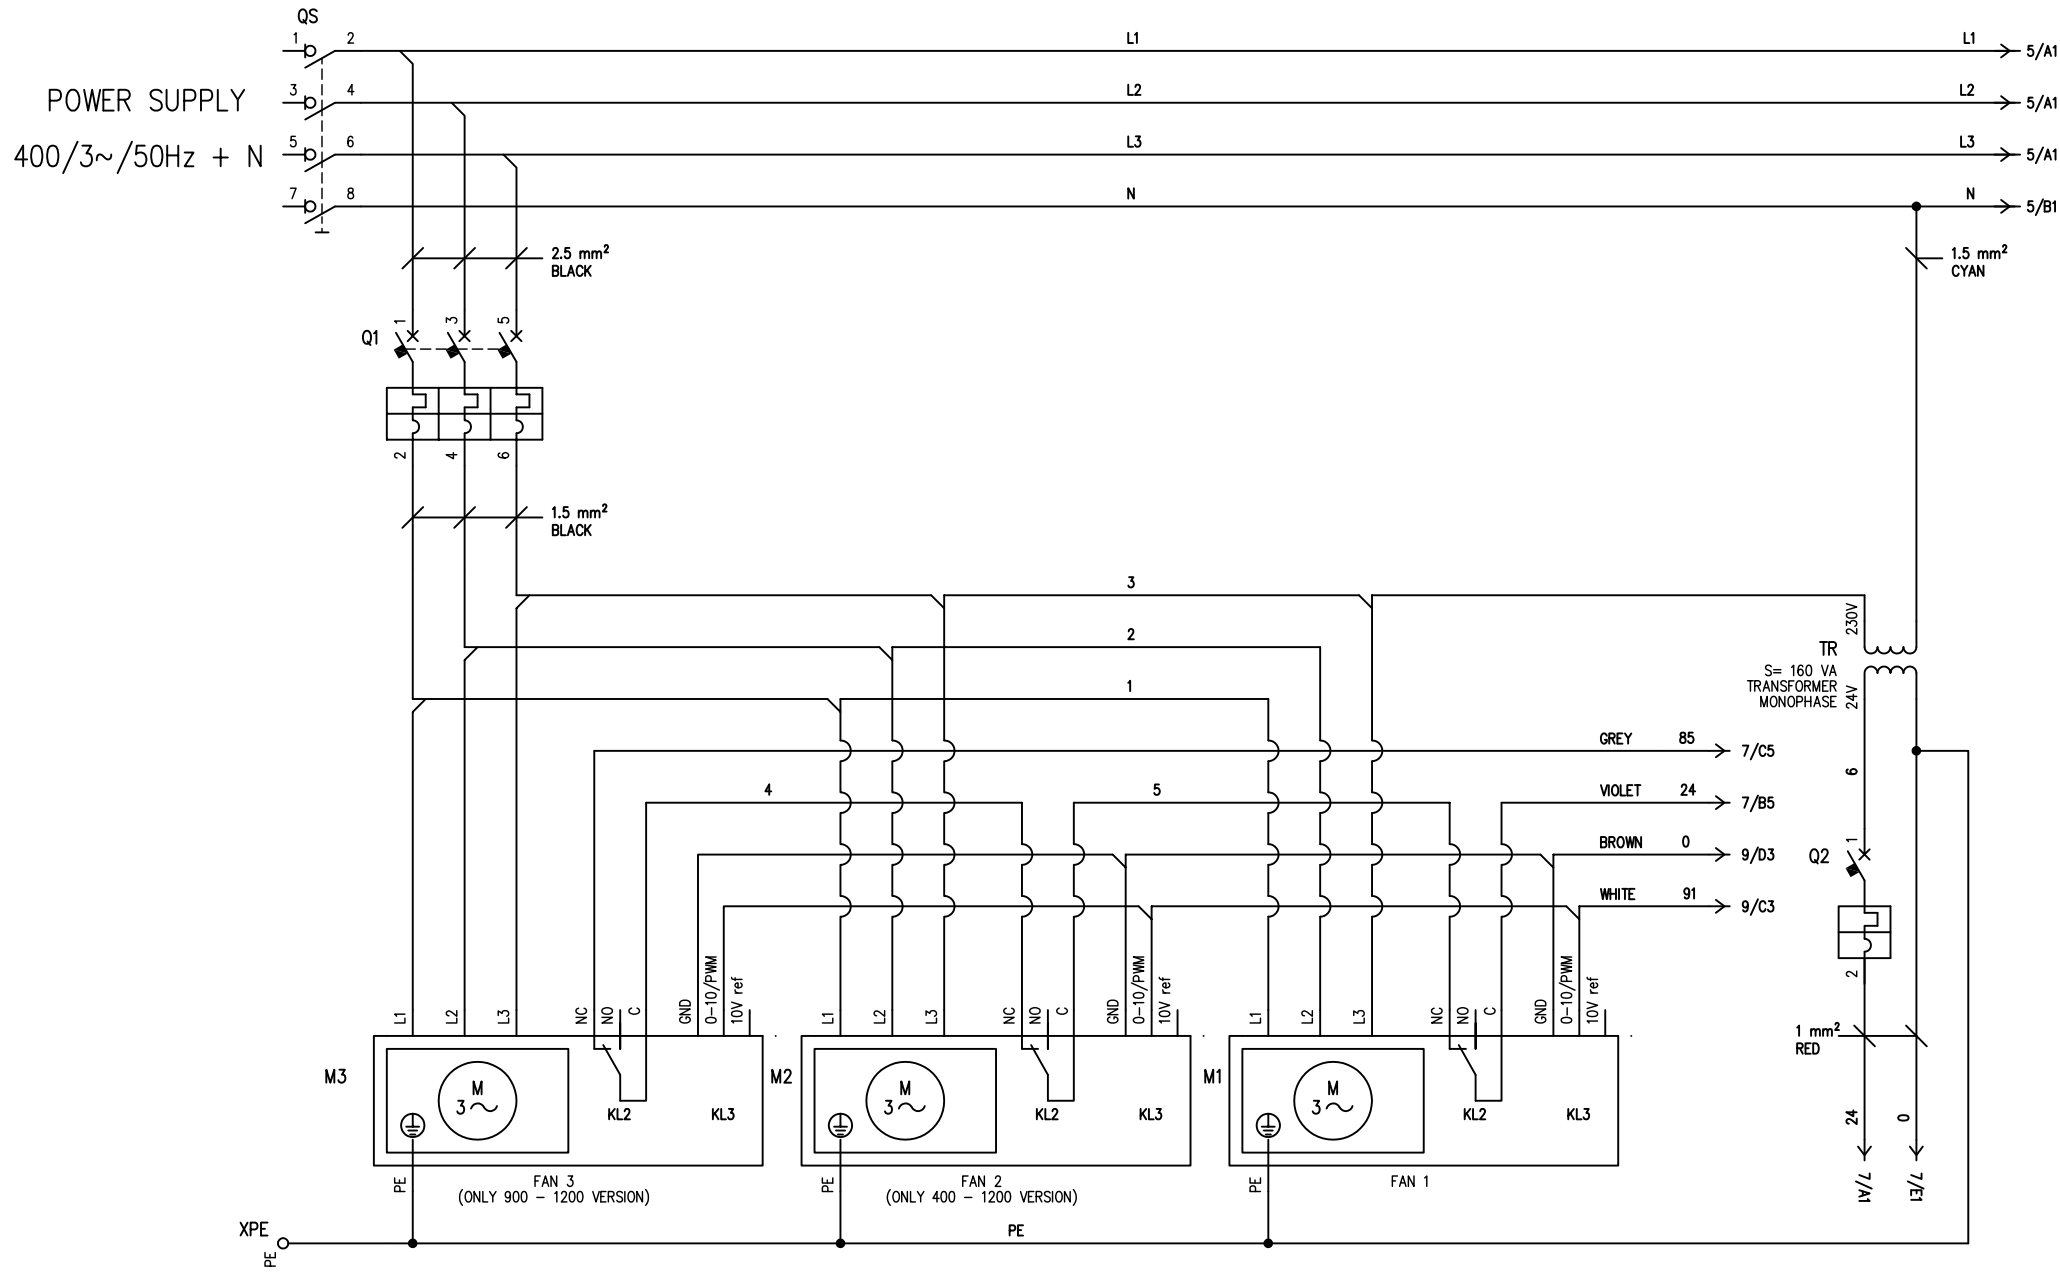 QS
1 2 L1 L1 5/A1
POWER SUPPLY
3 4 L2 L2 5/A1
400/3~/50Hz + N
5 6 L3 L3 5/A1
7 8 N N 5/B1
2.5 mm²
BLACK
1.5 mm²
CYAN
Q1
1 3 5
2 4 6
1.5 mm²
BLACK
3
2
1
230V
TR
S= 160 VA
TRANSFORMER
MONOPHASE
24V
GREY 85 7/C5
4 5 VIOLET 24 7/B5
BROWN 0 9/D3
WHITE 91 9/C3
6
Q2
1
2
L1 L2 L3 NC NO C GND 0-10/PWM 10V ref
L1 L2 L3 NC NO C GND 0-10/PWM 10V ref
L1 L2 L3 NC NO C GND 0-10/PWM 10V ref
1 mm²
RED
M3
M
3
KL2 KL3
M2
M
3
KL2 KL3
M1
M
3
KL2 KL3
24 0
7/A1 7/E1
PE
FAN 3
(ONLY 900 - 1200 VERSION)
PE
FAN 2
(ONLY 400 - 1200 VERSION)
PE
FAN 1
XPE
PE
PE